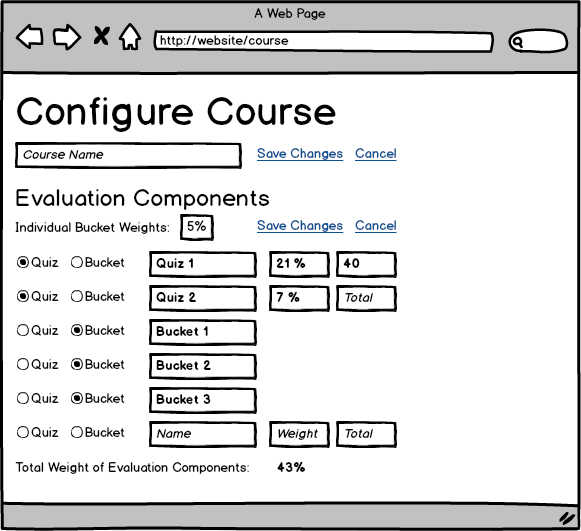 A Web Page
http://website/course
Configure Course
Course Name Save Changes Cancel
Evaluation Components
Individual Bucket Weights: 5% Save Changes Cancel
Quiz Bucket Quiz 1 21 % 40
Quiz Bucket Quiz 2 7 % Total
Quiz Bucket Bucket 1
Quiz Bucket Bucket 2
Quiz Bucket Bucket 3
Quiz Bucket Name Weight Total
Total Weight of Evaluation Components: 43%